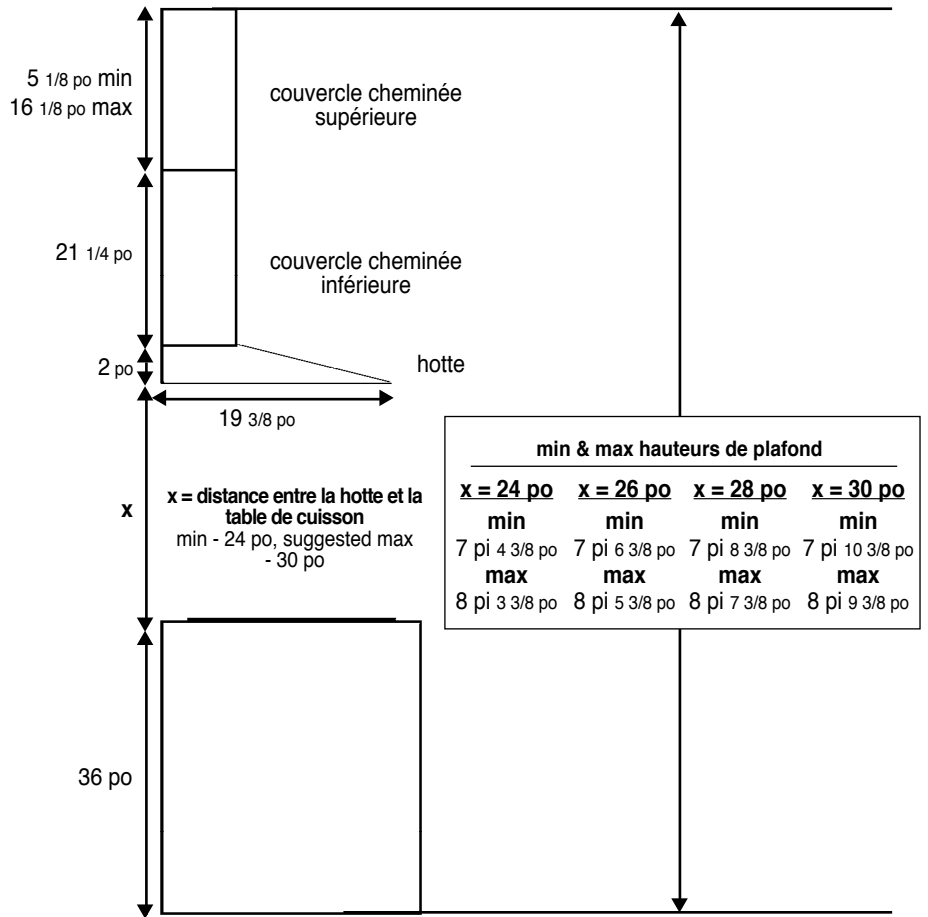 5 1/8 po min
16 1/8 po max
couvercle cheminée
supérieure
21 1/4 po
couvercle cheminée
inférieure
2 po
hotte
19 3/8 po
min & max hauteurs de plafond
x = 24 po x = 26 po x = 28 po x = 30 po
min min min min
7 pi 4 3/8 po 7 pi 6 3/8 po 7 pi 8 3/8 po 7 pi 10 3/8 po
max max max max
8 pi 3 3/8 po 8 pi 5 3/8 po 8 pi 7 3/8 po 8 pi 9 3/8 po
x
x = distance entre la hotte et la
table de cuisson
min - 24 po, suggested max
- 30 po
36 po